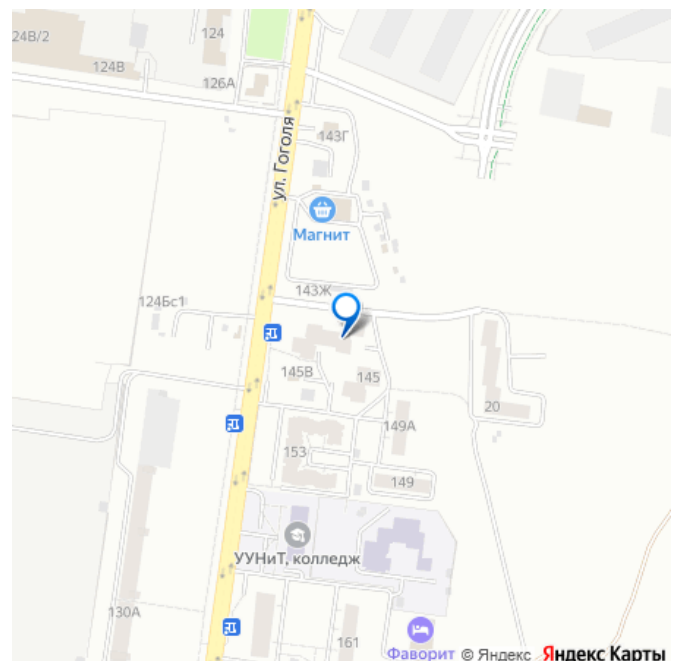 24В/2
124
124В
126А
143Г
ул. Гоголя
Магнит
143Ж
124Бс1
145В
145
20
149А
153
149
УУНиТ, колледж
130А
161
Фаворит
© Яндекс Яндекс Карты